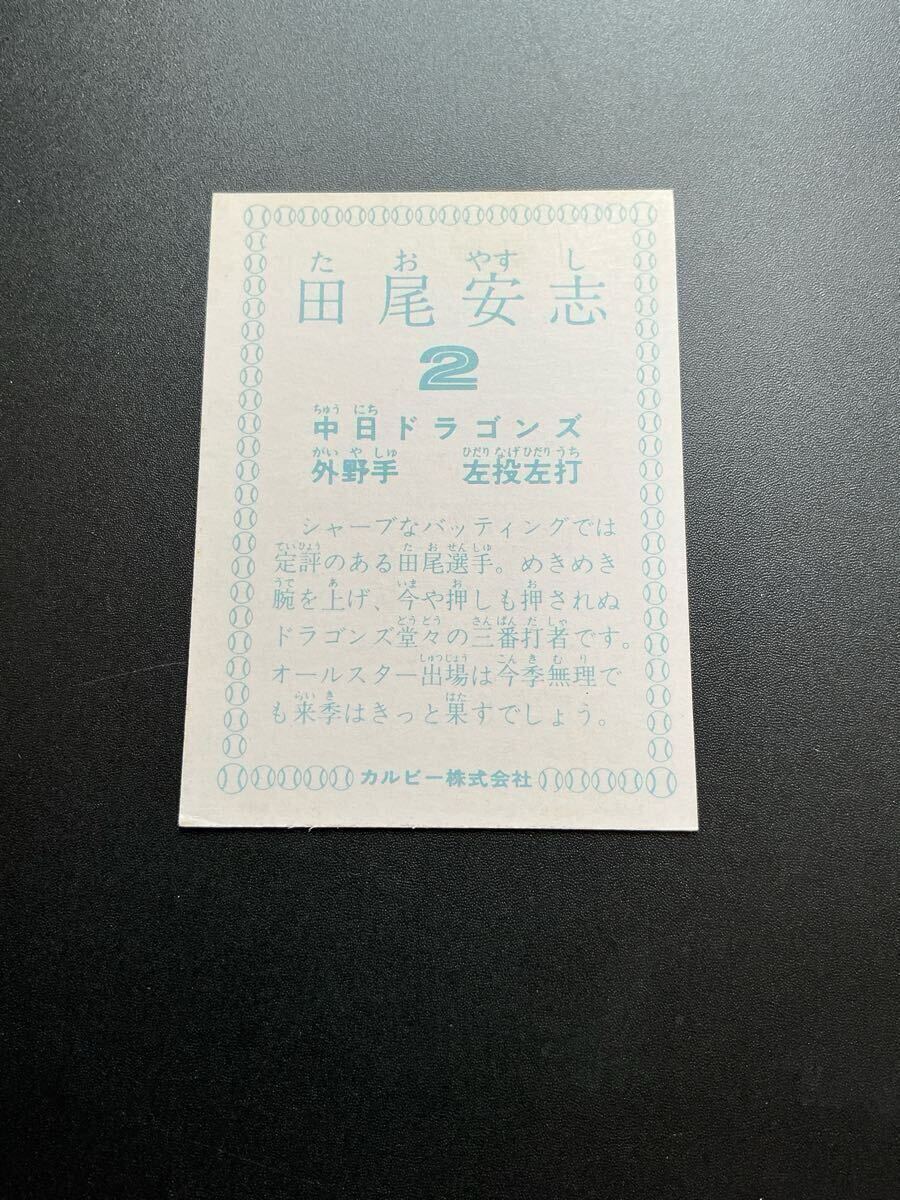 た お やす し
田尾安志
2
ちゅう にち
中日ドラゴンズ
がい や しゅ ひだり なげ ひだり うち
外野手 左投左打
シャープなバッティングでは
ていひょう た お せんしゅ
定評のある田尾選手。めきめき
うで あ いま お お
腕を上げ、今や押しも押されぬ
どうどう さんばん だ しゃ
ドラゴンズ堂々の三番打者です。
しゅつじょう こんき むり
オールスター出場は今季無理で
らいき はた
も来季はきっと果すでしょう。
カルビー株式会社